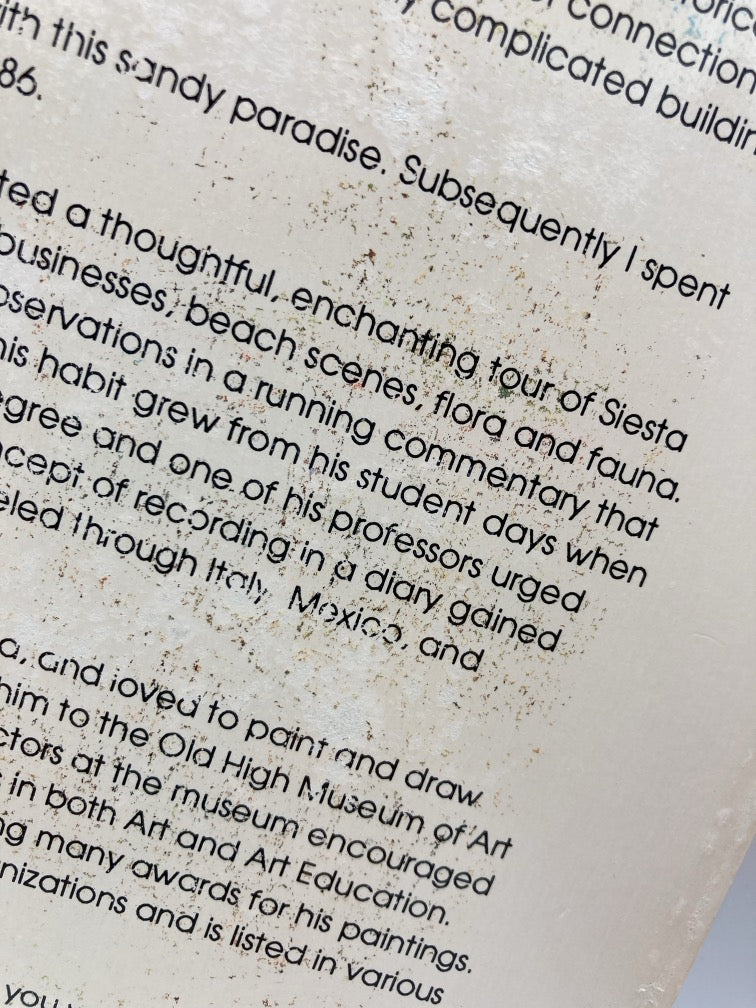 connection
complicated buildin
ith this sandy paradise. Subsequently I spent
86.
ted a thoughtful, enchanting tour of Siesta
businesses, beach scenes, flora and fauna.
bservations in a running commentary that
his habit grew from his student days when
egree and one of his professors urged
ncept of recording in a diary gained
eled through Italy, Mexico, and
a, and loved to paint and draw
him to the Old High Museum of Art
ctors at the museum encouraged
s in both Art and Art Education.
ng many awards for his paintings.
nizations and is listed in various
you